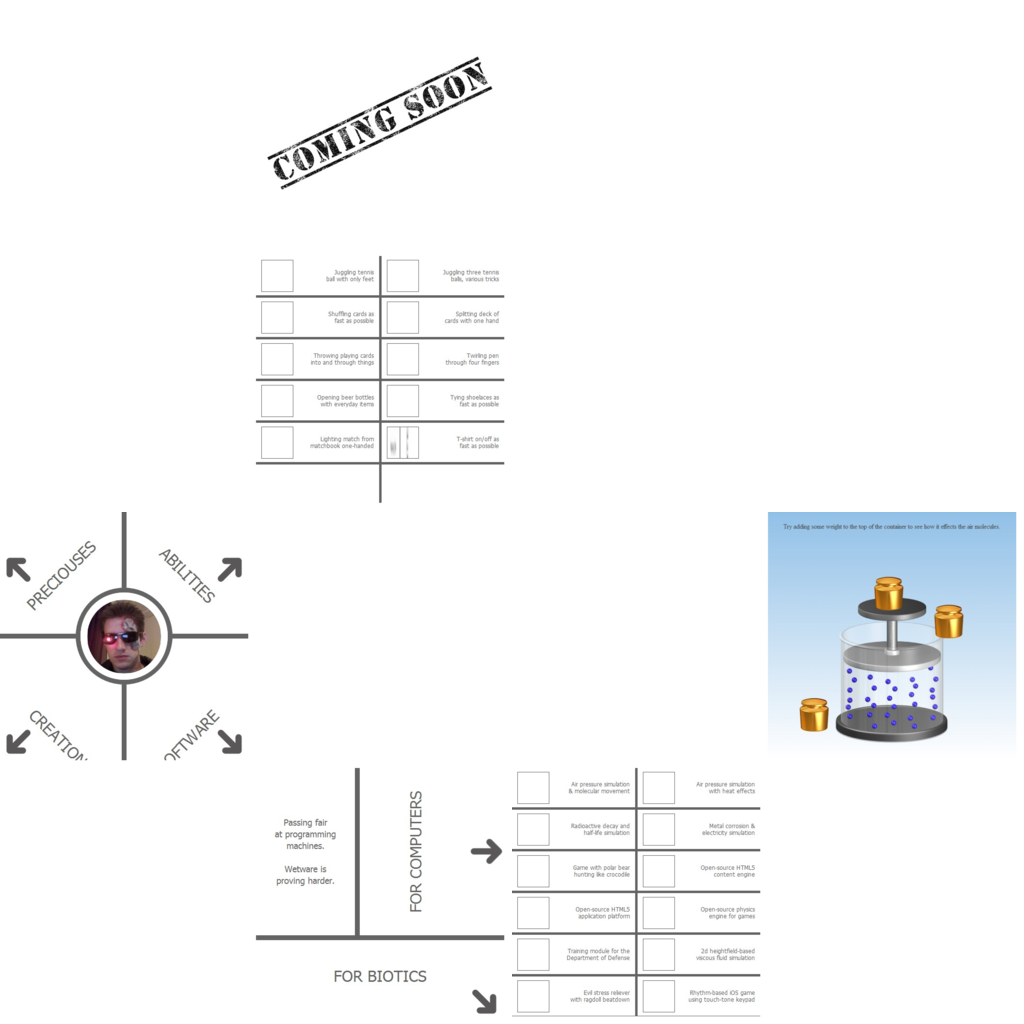 COMING SOON
Juggling tennis
ball with only feet
Juggling three tennis
balls, various tricks
Shuffling cards as
fast as possible
Splitting deck of
cards with one hand
Throwing playing cards
into and through things
Twirling pen
through four fingers
Opening beer bottles
with everyday items
Tying shoelaces as
fast as possible
Lighting match from
matchbook one-handed
T-shirt on/off as
fast as possible
PRECIOUSES
ABILITIES
CREATION
OFTWARE
Try adding some weight to the top of the container to see how it effects the air molecules.
Passing fair
at programming
machines.
Wetware is
proving harder.
FOR COMPUTERS
FOR BIOTICS
Air pressure simulation
& molecular movement
Air pressure simulation
with heat effects
Radioactive decay and
half-life simulation
Metal corrosion &
electricity simulation
Game with polar bear
hunting like crocodile
Open-source HTML5
content engine
Open-source HTML5
application platform
Open-source physics
engine for games
Training module for the
Department of Defense
2d heightfield-based
viscous fluid simulation
Evil stress reliever
with ragdoll beatdown
Rhythm-based iOS game
using touch-tone keypad